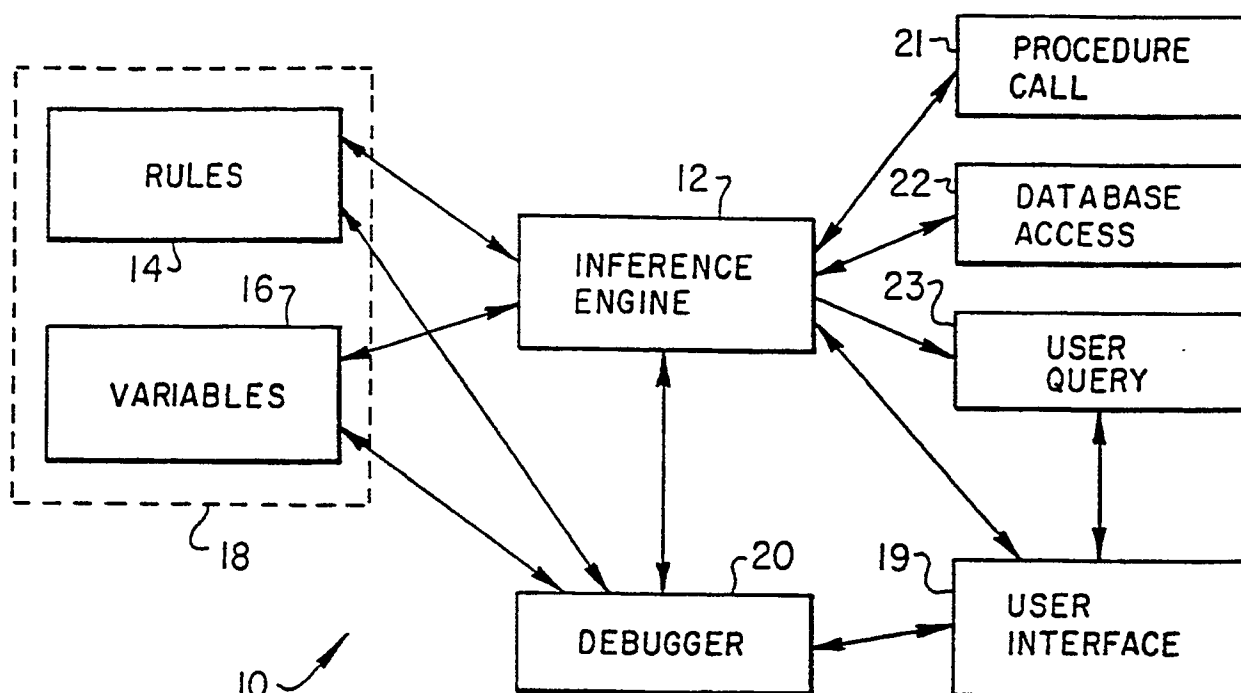 21
PROCEDURE
CALL
RULES
14
12
INFERENCE
ENGINE
22
DATABASE
ACCESS
16
VARIABLES
23
USER
QUERY
18
20
DEBUGGER
19
USER
INTERFACE
10